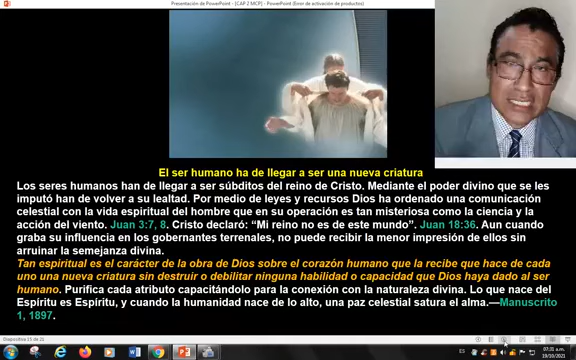 Presentación de PowerPoint - [CAP 2 MCP] - PowerPoint (Error de activación de productos)
El ser humano ha de llegar a ser una nueva criatura
Los seres humanos han de llegar a ser súbditos del reino de Cristo. Mediante el poder divino que se les
imputó han de volver a su lealtad. Por medio de leyes y recursos Dios ha ordenado una comunicación
celestial con la vida espiritual del hombre que en su operación es tan misteriosa como la ciencia y la
acción del viento. Juan 3:7, 8. Cristo declaró: “Mi reino no es de este mundo”. Juan 18:36. Aun cuando
graba su influencia en los gobernantes terrenales, no puede recibir la menor impresión de ellos sin
arruinar la semejanza divina.
Tan espiritual es el carácter de la obra de Dios sobre el corazón humano que la recibe que hace de cada
uno una nueva criatura sin destruir o debilitar ninguna habilidad o capacidad que Dios haya dado al ser
humano. Purifica cada atributo capacitándolo para la conexión con la naturaleza divina. Lo que nace del
Espíritu es Espíritu, y cuando la humanidad nace de lo alto, una paz celestial satura el alma.—Manuscrito
1, 1897.
Diapositiva 15 de 21
ES
07:31 a.m.
19/10/2021